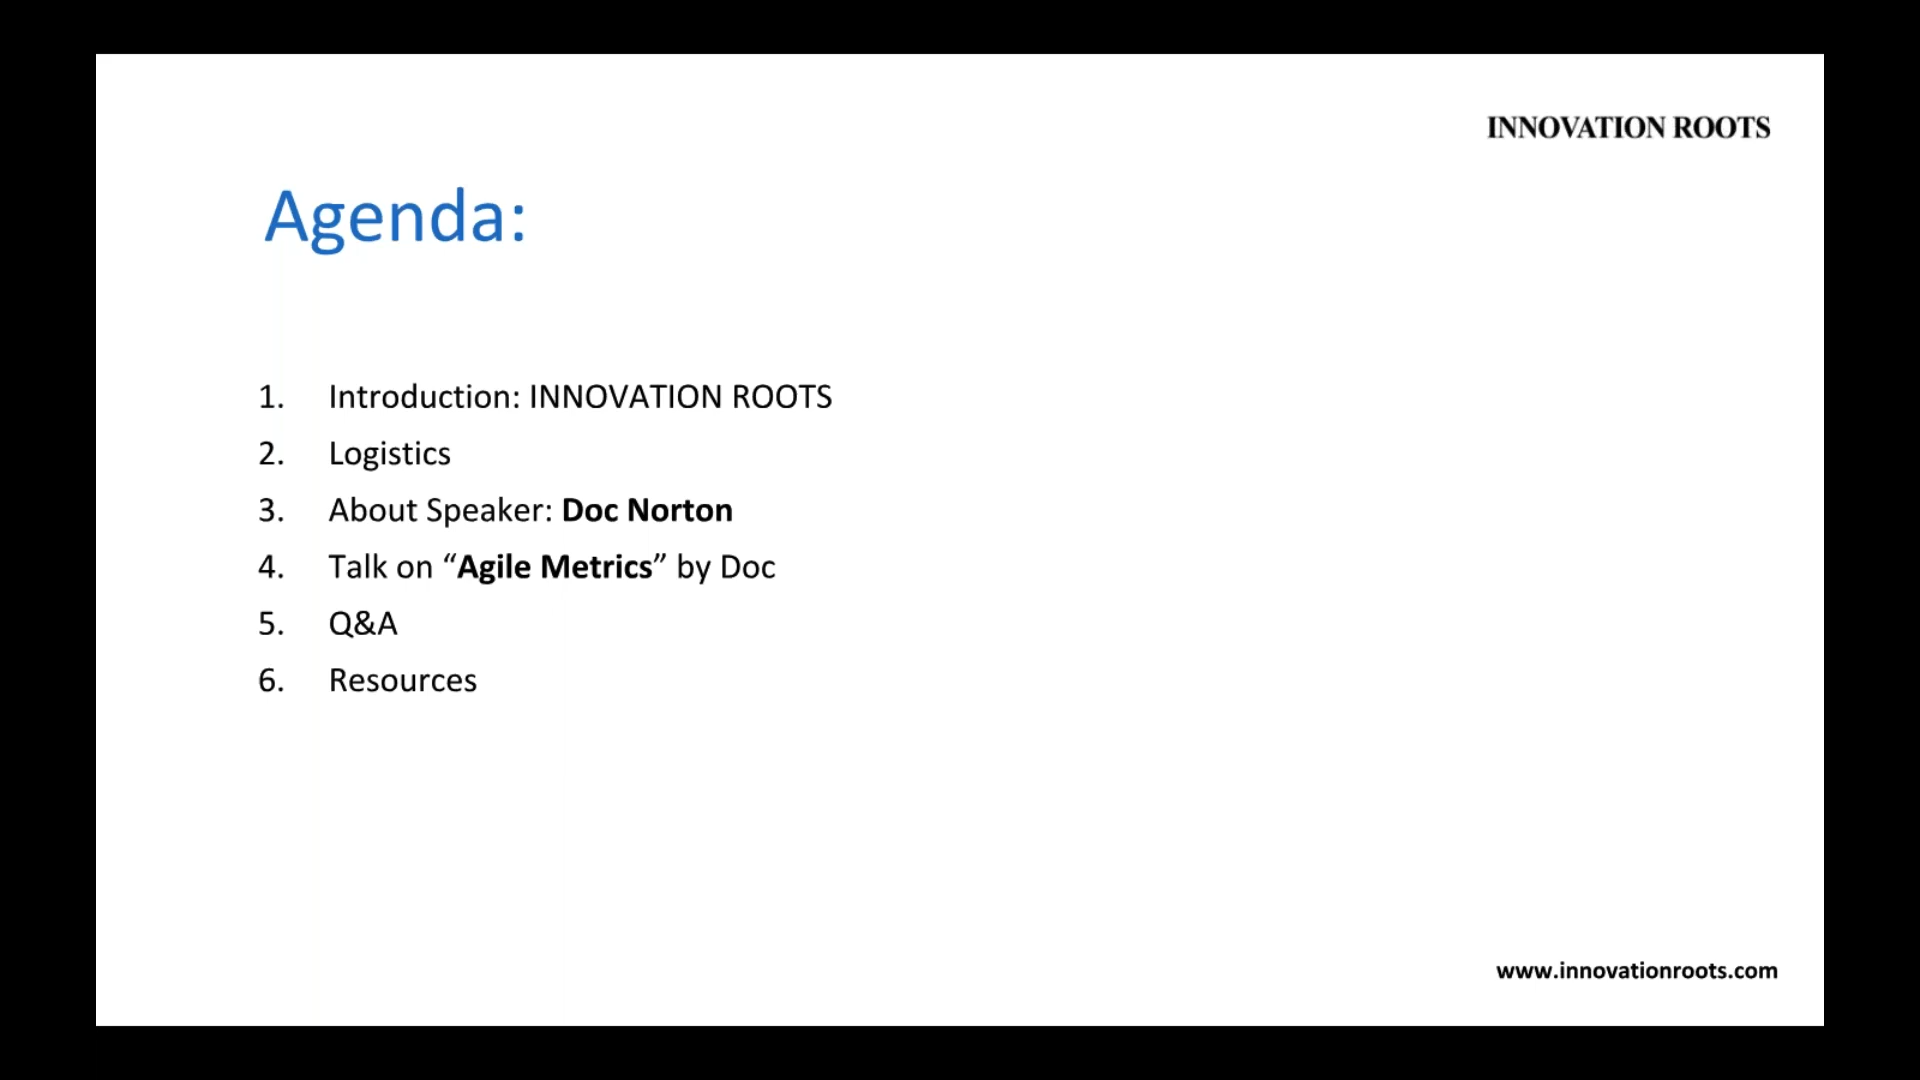 INNOVATION ROOTS
Agenda:
1. Introduction: INNOVATION ROOTS
2. Logistics
3. About Speaker: Doc Norton
4. Talk on “Agile Metrics” by Doc
5. Q&A
6. Resources
www.innovationroots.com